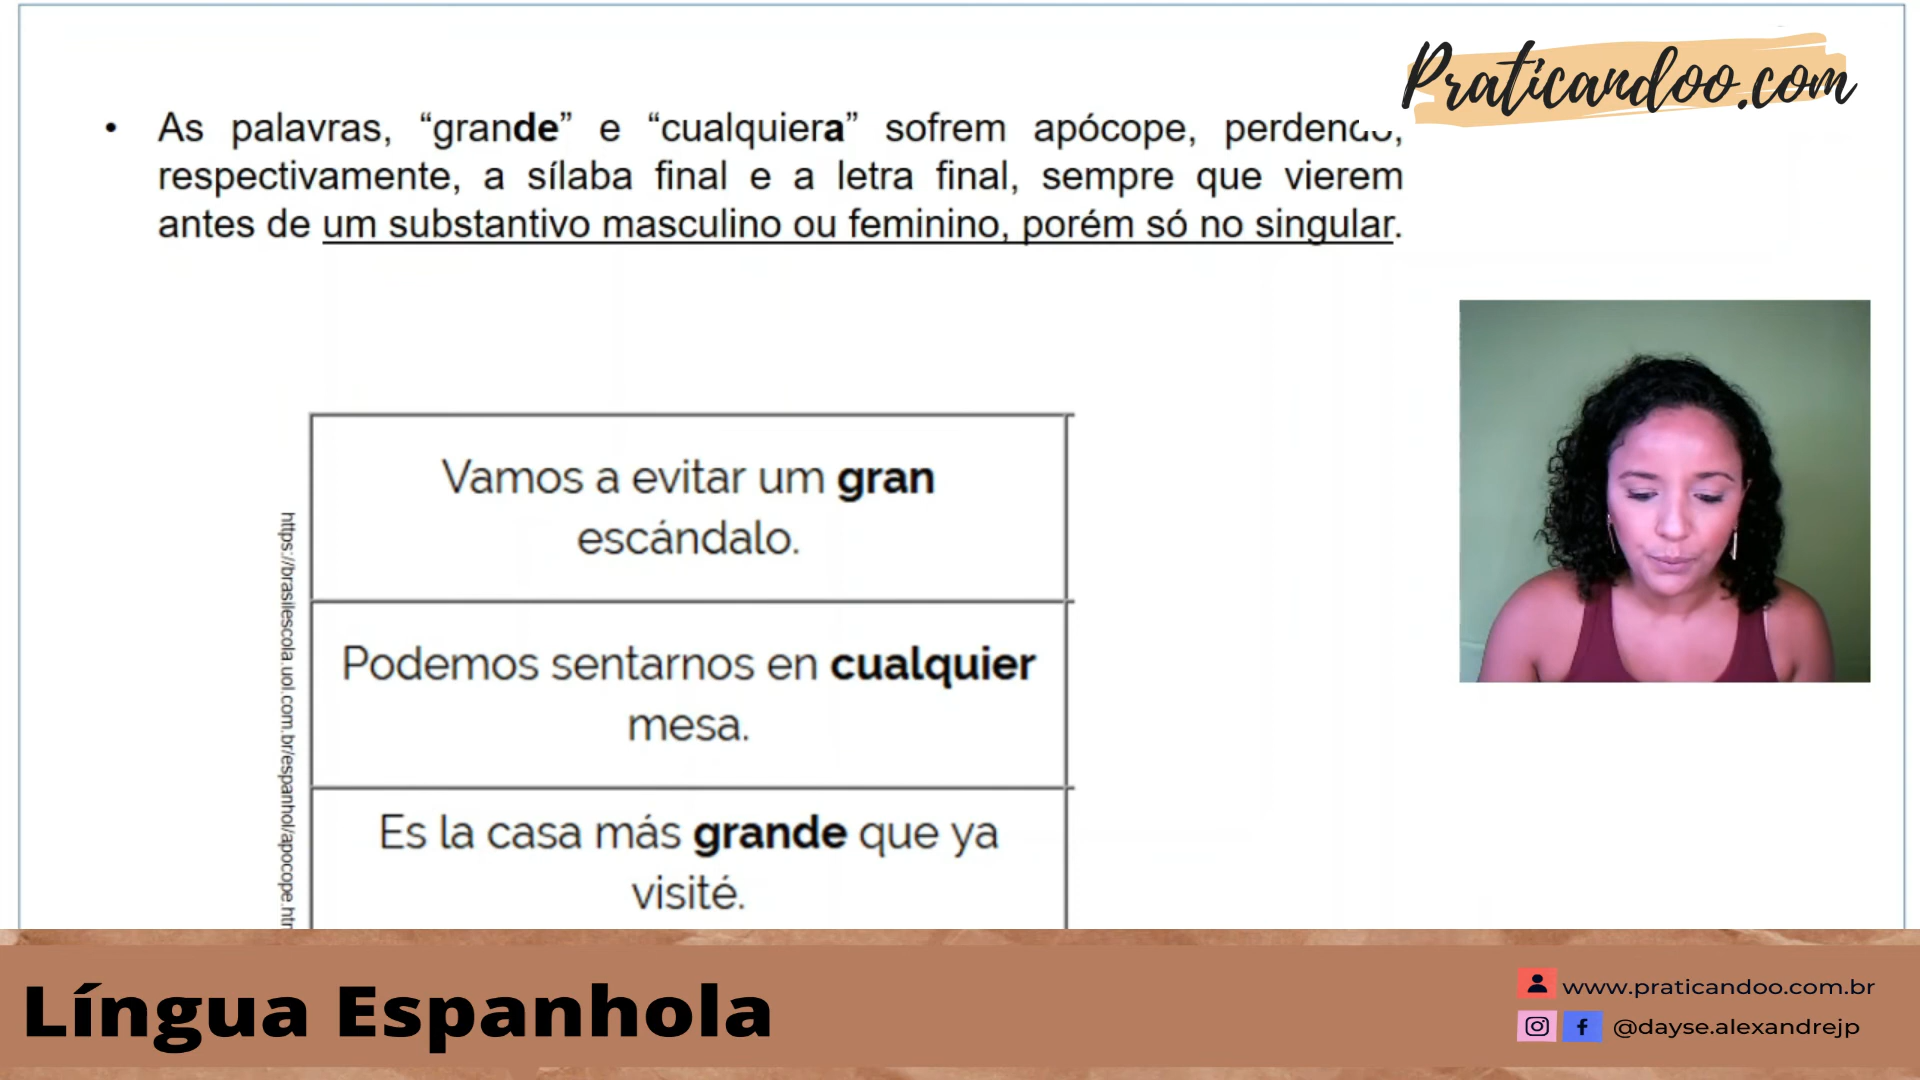 Praticandoo.com
• As palavras, “grande” e “cualquiera” sofrem apócope, perdendo,
respectivamente, a sílaba final e a letra final, sempre que vierem
antes de um substantivo masculino ou feminino, porém só no singular.
Vamos a evitar um gran
escándalo.
Podemos sentarnos en cualquier
mesa.
Es la casa más grande que ya
visité.
https://brasilescola.uol.com.br/espanhol/apocope.htm
Língua Espanhola
www.praticandoo.com.br
@dayse.alexandrejp